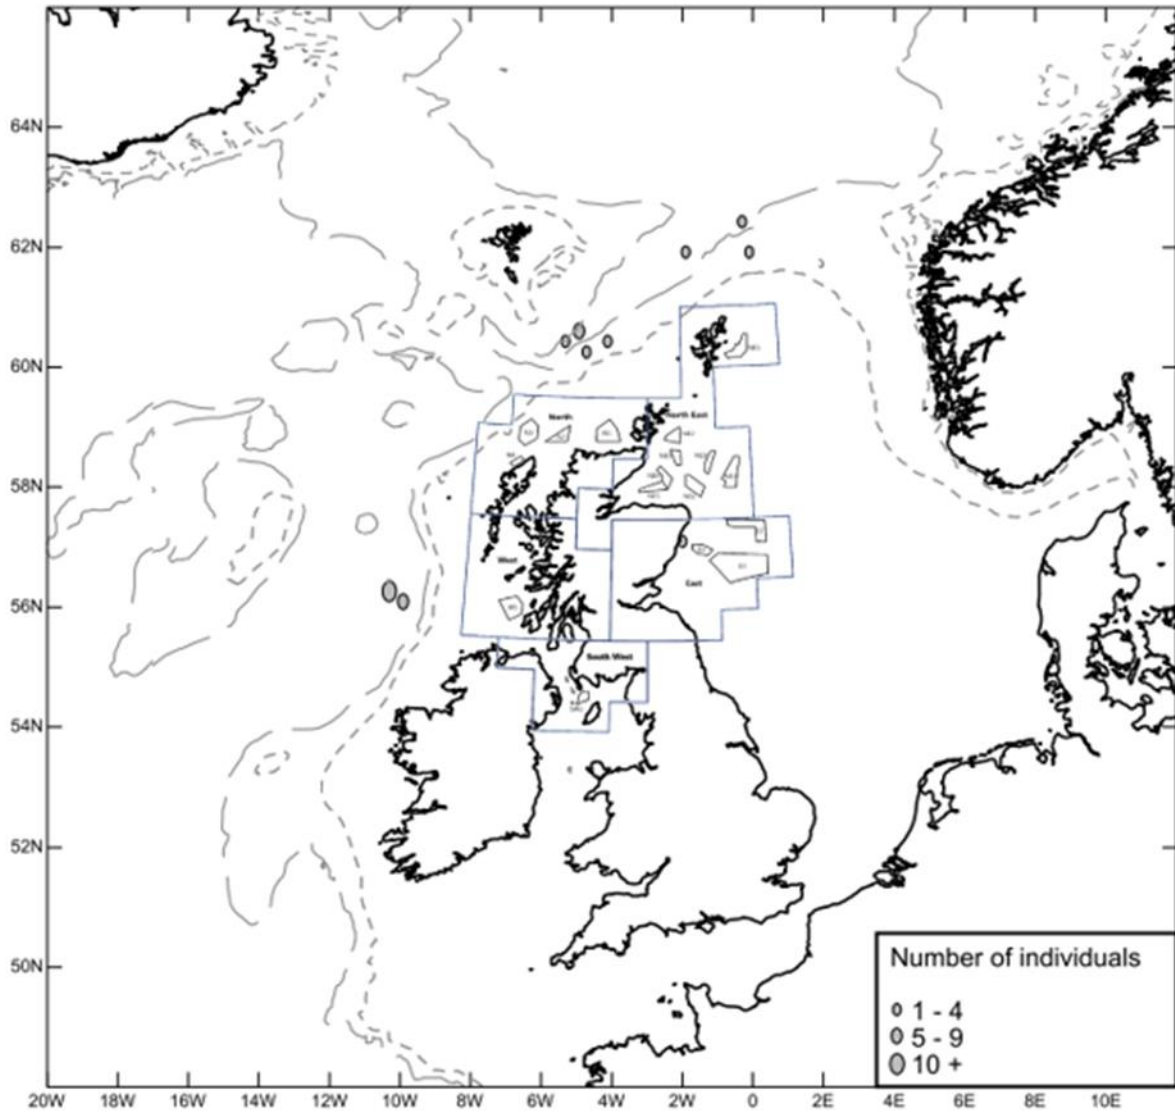 64N
62N
60N
58N
56N
54N
52N
50N
North
North East
West
East
South West
Number of individuals
1 - 4
5 - 9
10 +
20W 18W 16W 14W 12W 10W 8W 6W 4W 2W 0 2E 4E 6E 8E 10E